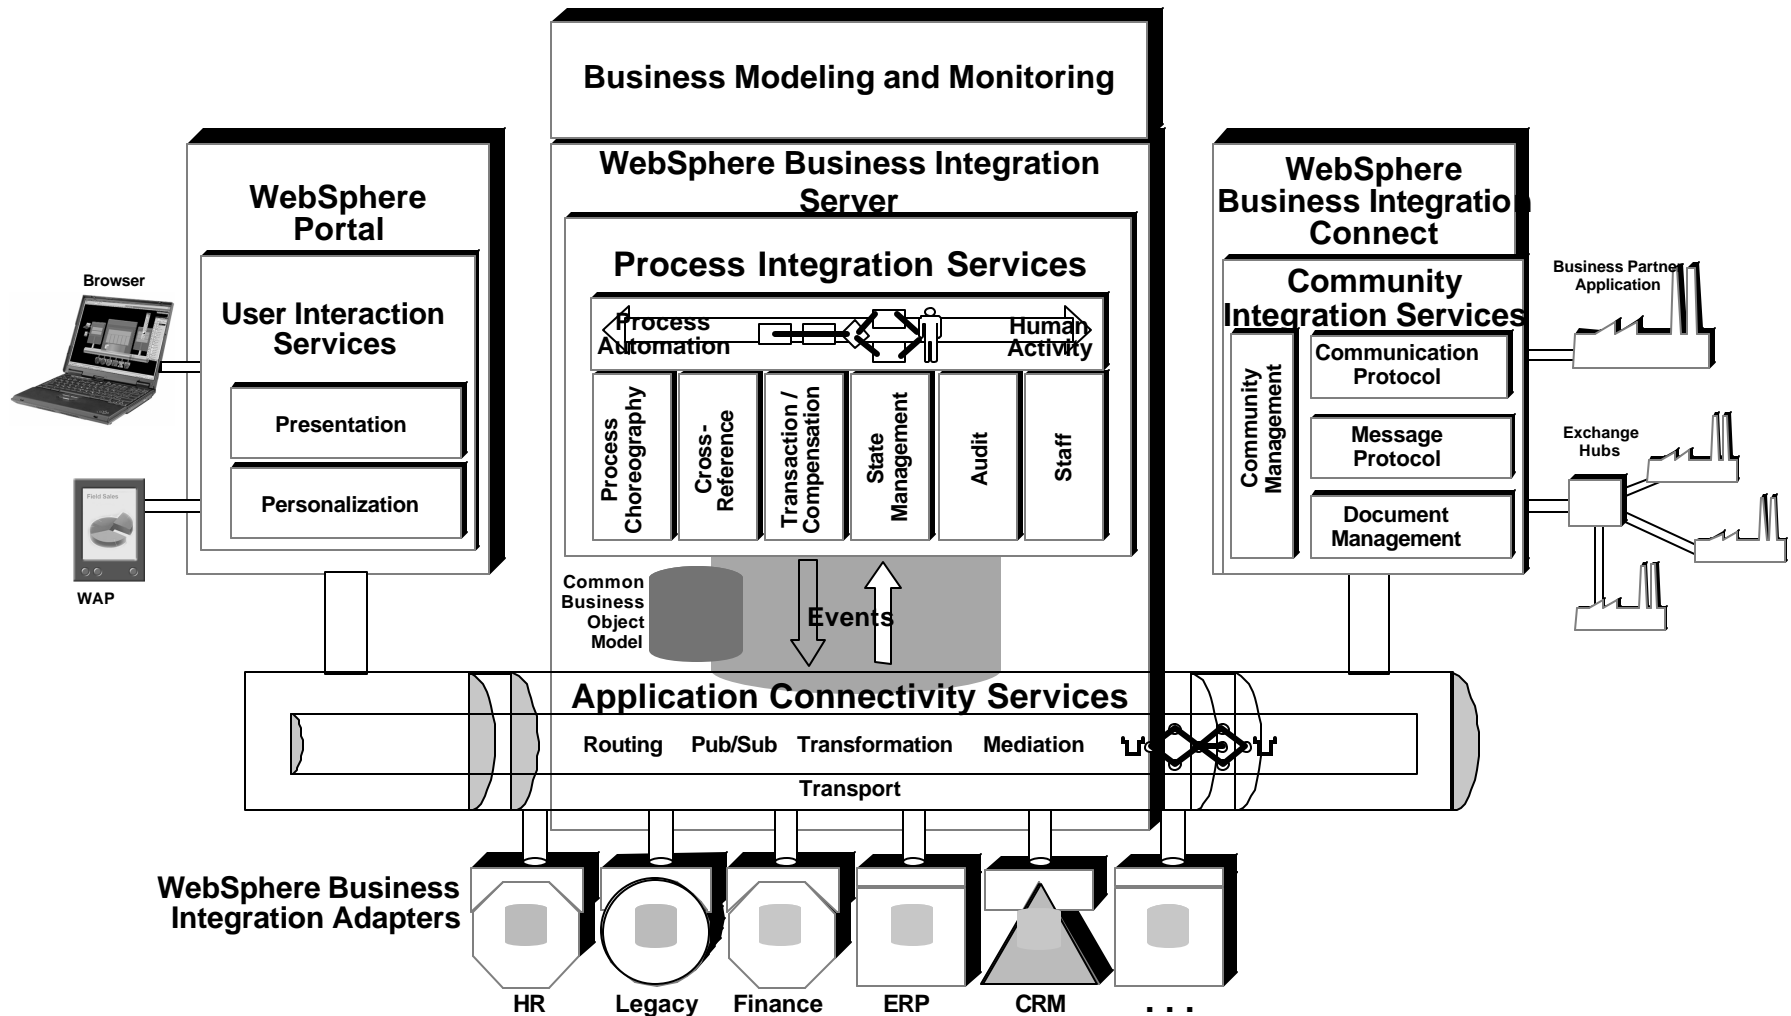 Business Modeling and Monitoring
WebSphere Business Integration
Server
Process Integration Services
Process
Automation
Human
Activity
Process
Choreography
Cross-
Reference
Transaction /
Compensation
State
Management
Audit
Staff
WebSphere
Portal
User Interaction
Services
Presentation
Personalization
Browser
Field Sales
WAP
WebSphere
Business Integration
Connect
Community
Integration Services
Community
Management
Communication
Protocol
Message
Protocol
Document
Management
Business Partner
Application
Exchange
Hubs
Common
Business
Object
Model
Events
Application Connectivity Services
Routing Pub/Sub Transformation Mediation
Transport
WebSphere Business
Integration Adapters
HR Legacy Finance ERP CRM . . .